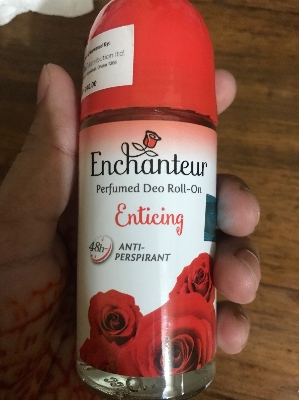 Enchanteur
Perfumed Deo Roll-On
Enticing
48h
ANTI-
PERSPIRANT